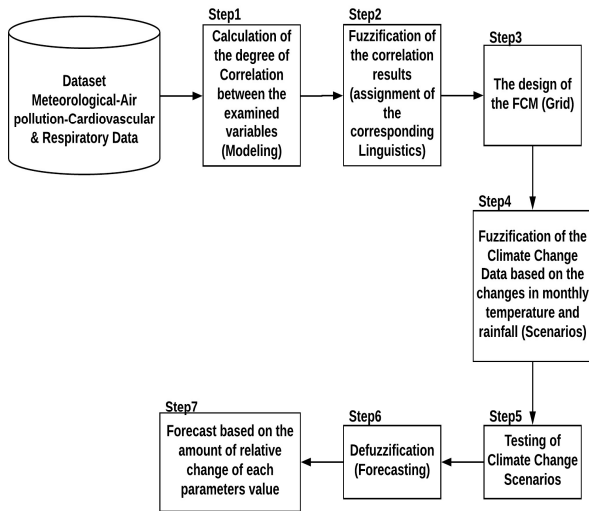 Dataset
Meteorological-Air
pollution-Cardiovascular
& Respiratory Data
Step1
Calculation of
the degree of
Correlation
between the
examined
variables
(Modeling)
Step2
Fuzzification of
the correlation
results
(assignment of
the
corresponding
Linguistics)
Step3
The design of
the FCM (Grid)
Step4
Fuzzification of the
Climate Change
Data based on the
changes in monthly
temperature and
rainfall (Scenarios)
Step5
Testing of
Climate Change
Scenarios
Step6
Defuzzification
(Forecasting)
Step7
Forecast based on the
amount of relative
change of each
parameters value